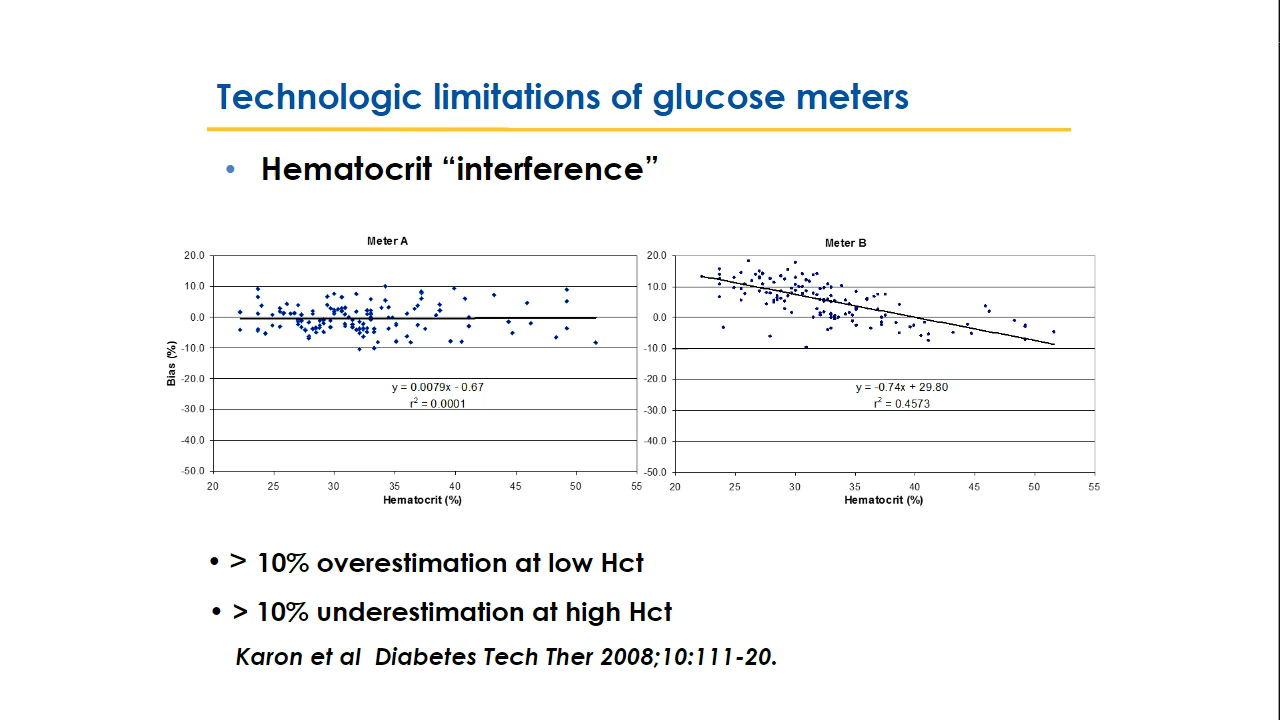 Technologic limitations of glucose meters
• Hematocrit “interference”
Meter A
20.0
10.0
0.0
-10.0
-20.0
-30.0
-40.0
-50.0
Bias (%)
y = 0.0079x - 0.67
r² = 0.0001
20 25 30 35 40 45 50 55
Hematocrit (%)
Meter B
20.0
10.0
0.0
-10.0
-20.0
-30.0
-40.0
-50.0
y = -0.74x + 29.80
r² = 0.4573
20 25 30 35 40 45 50 55
Hematocrit (%)
• > 10% overestimation at low Hct
• > 10% underestimation at high Hct
Karon et al Diabetes Tech Ther 2008;10:111-20.